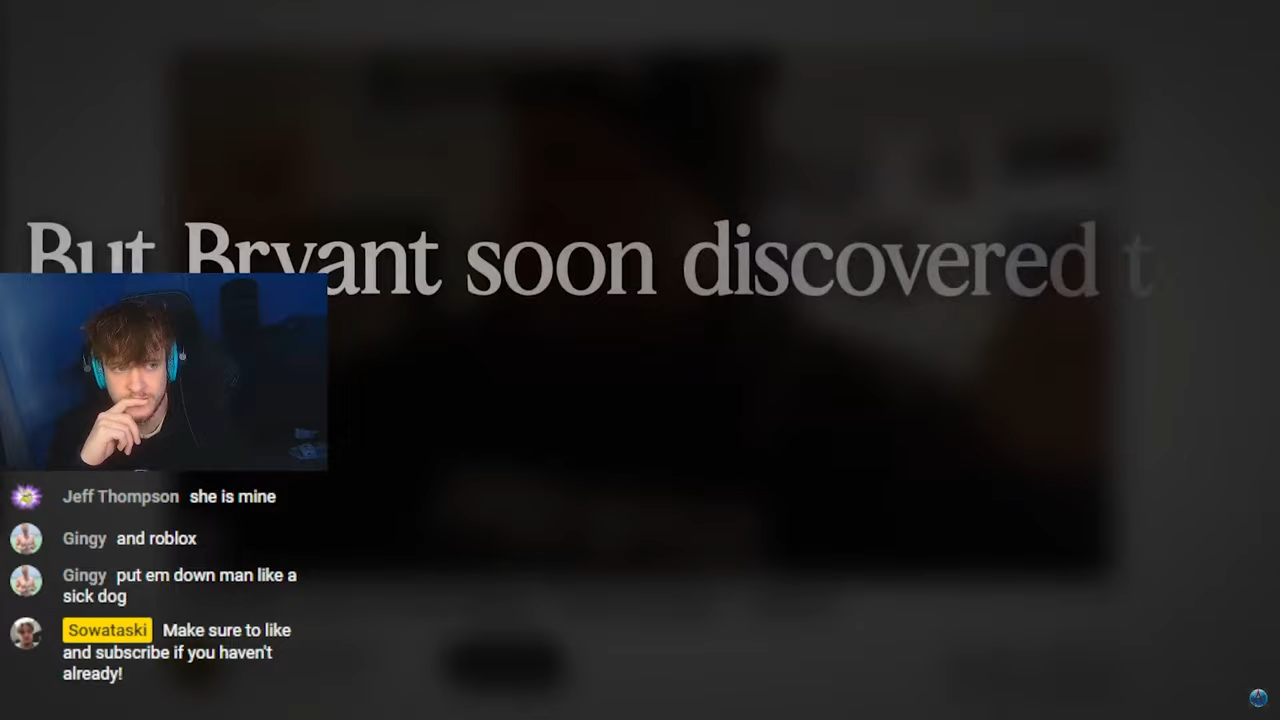 But Bryant soon discovered t
Jeff Thompson she is mine
Gingy and roblox
Gingy put em down man like a
sick dog
Sowataski Make sure to like
and subscribe if you haven't
already!